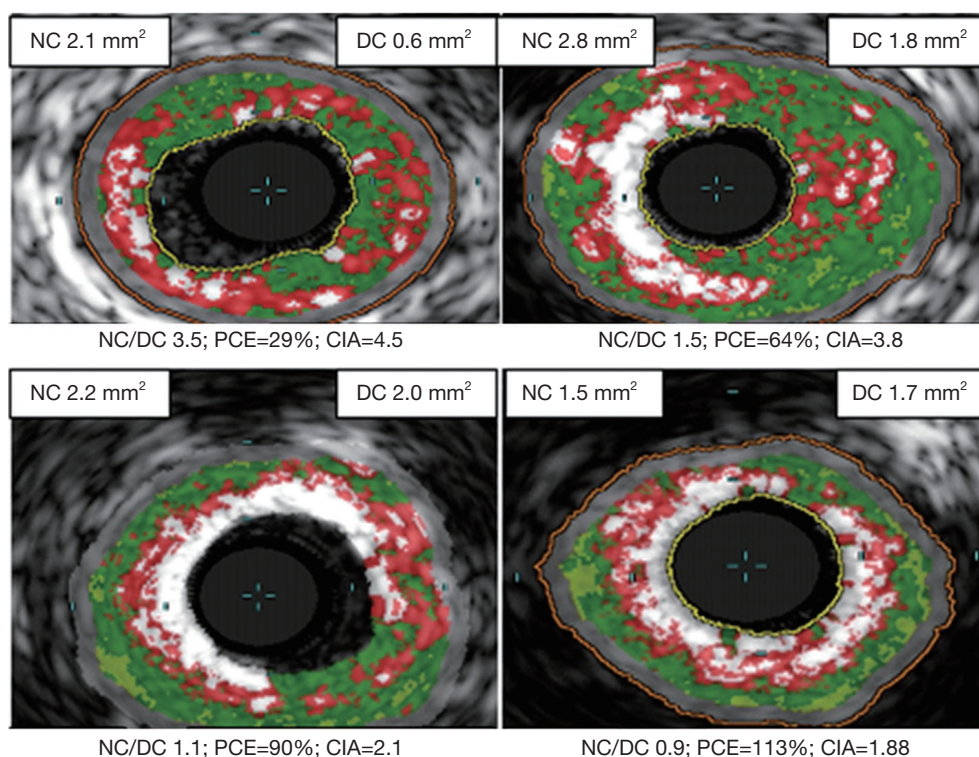 NC 2.1 mm² DC 0.6 mm² NC 2.8 mm² DC 1.8 mm²
NC/DC 3.5; PCE=29%; CIA=4.5 NC/DC 1.5; PCE=64%; CIA=3.8
NC 2.2 mm² DC 2.0 mm² NC 1.5 mm² DC 1.7 mm²
NC/DC 1.1; PCE=90%; CIA=2.1 NC/DC 0.9; PCE=113%; CIA=1.88